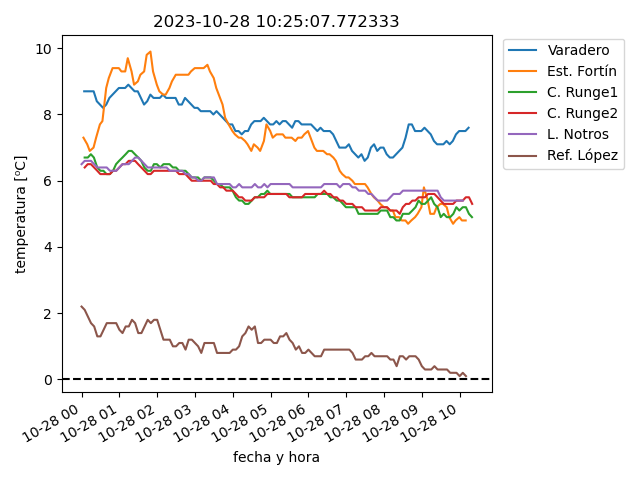 2023-10-28 10:25:07.772333
temperatura [ºC]
10
8
6
4
2
0
10-28 00
10-28 01
10-28 02
10-28 03
10-28 04
10-28 05
10-28 06
10-28 07
10-28 08
10-28 09
10-28 10
fecha y hora
Varadero
Est. Fortín
C. Runge1
C. Runge2
L. Notros
Ref. López